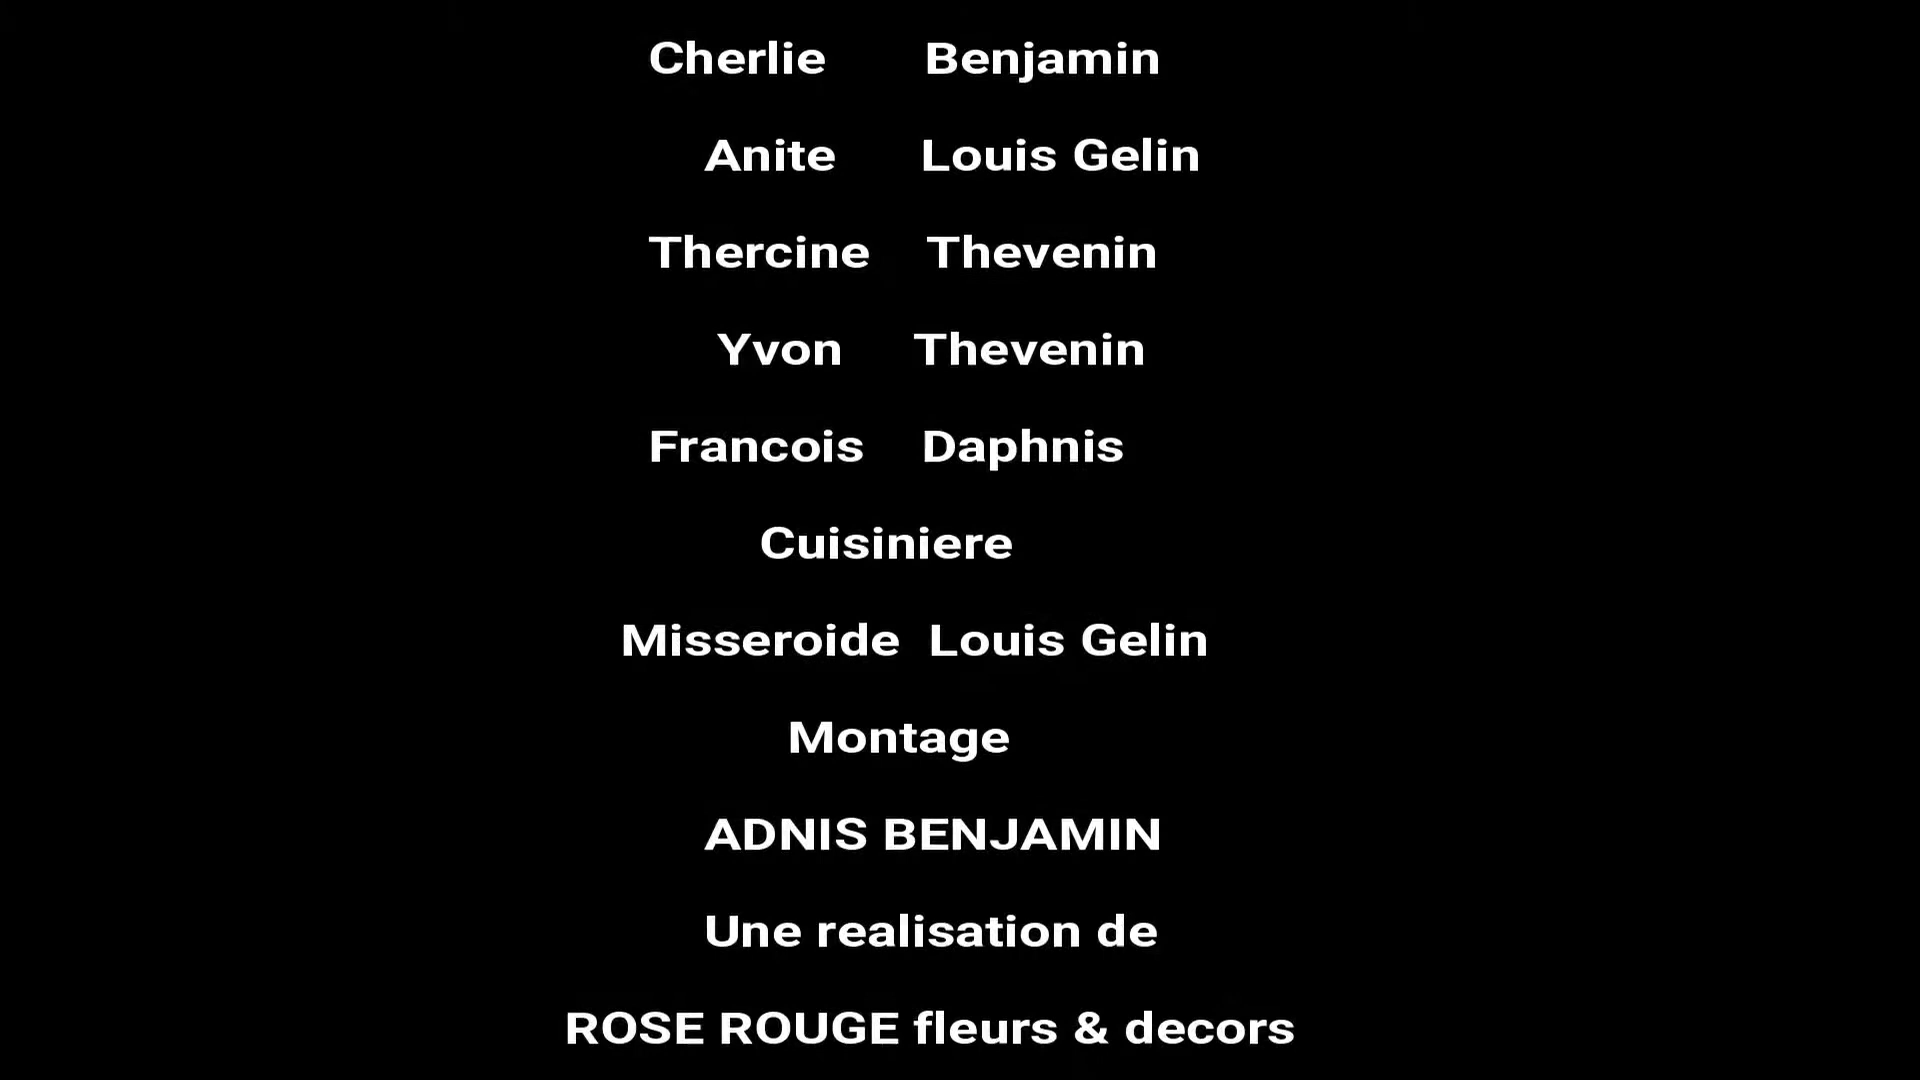 Cherlie Benjamin
Anite Louis Gelin
Thercine Thevenin
Yvon Thevenin
Francois Daphnis
Cuisiniere
Misseroide Louis Gelin
Montage
ADNIS BENJAMIN
Une realisation de
ROSE ROUGE fleurs & decors